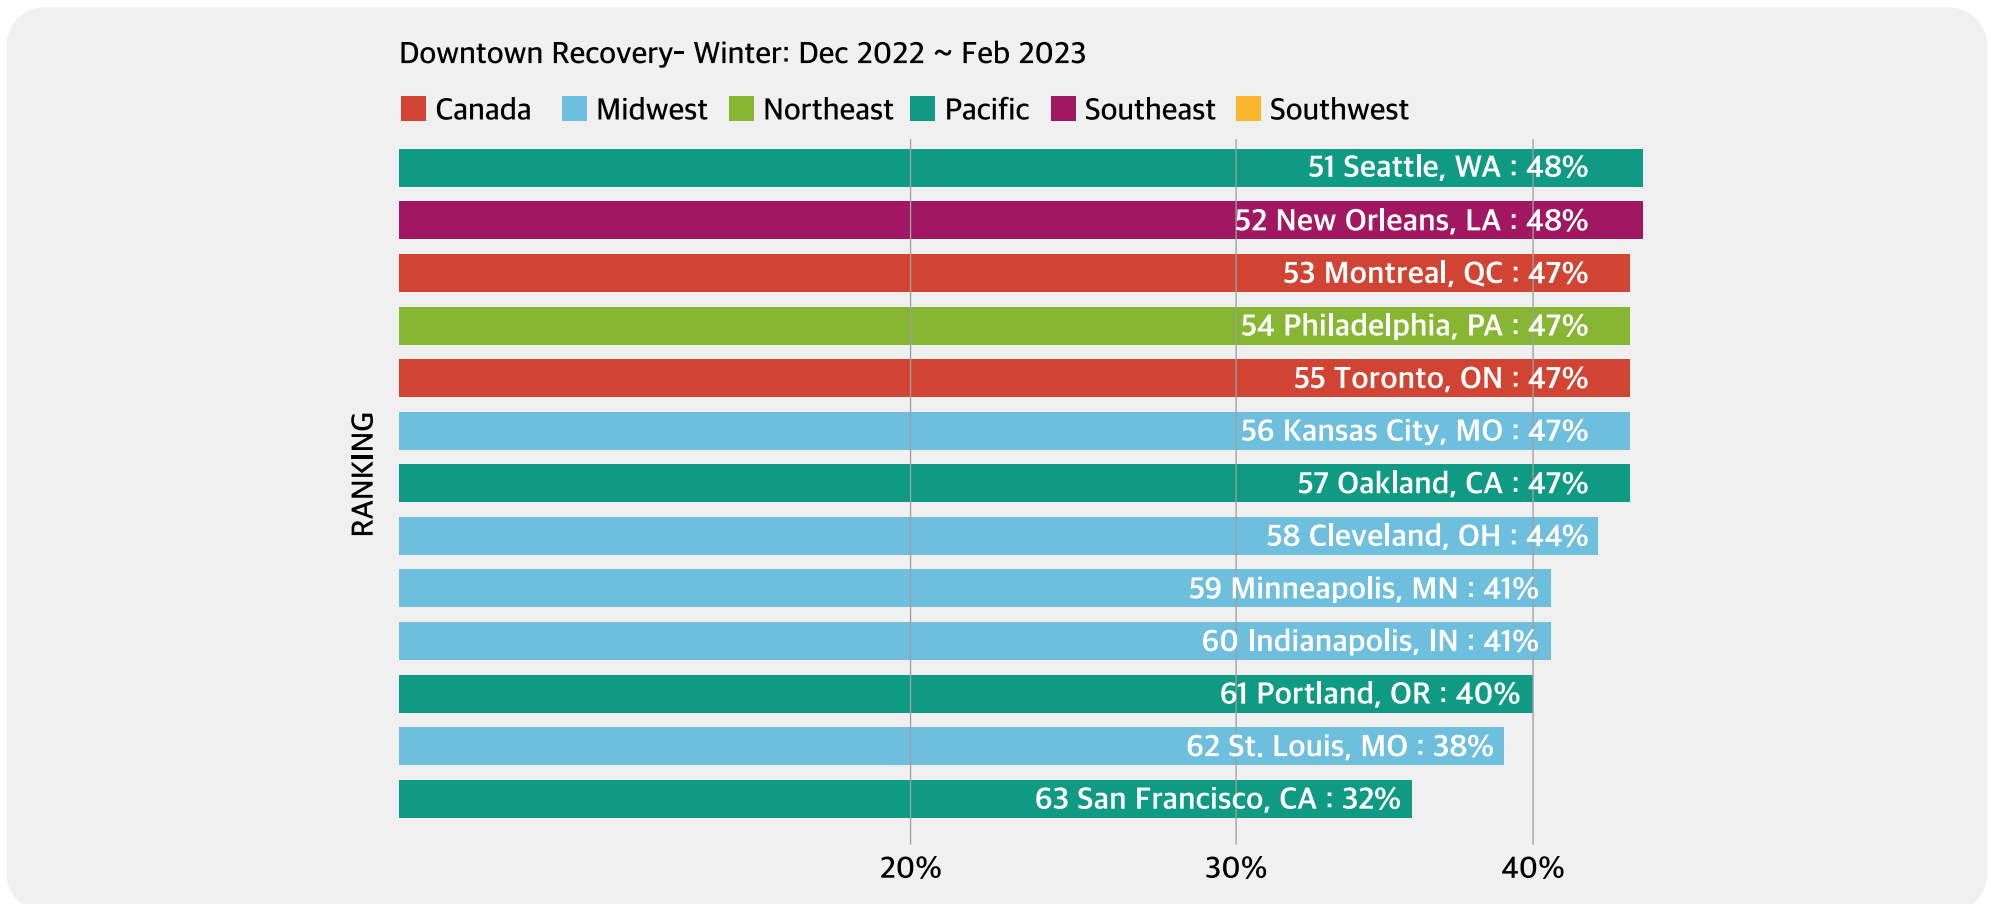 Downtown Recovery- Winter: Dec 2022 ~ Feb 2023
Canada Midwest Northeast Pacific Southeast Southwest
51 Seattle, WA : 48%
52 New Orleans, LA : 48%
53 Montreal, QC : 47%
54 Philadelphia, PA : 47%
55 Toronto, ON : 47%
56 Kansas City, MO : 47%
57 Oakland, CA : 47%
58 Cleveland, OH : 44%
59 Minneapolis, MN : 41%
60 Indianapolis, IN : 41%
61 Portland, OR : 40%
62 St. Louis, MO : 38%
63 San Francisco, CA : 32%
RANKING
20% 30% 40%